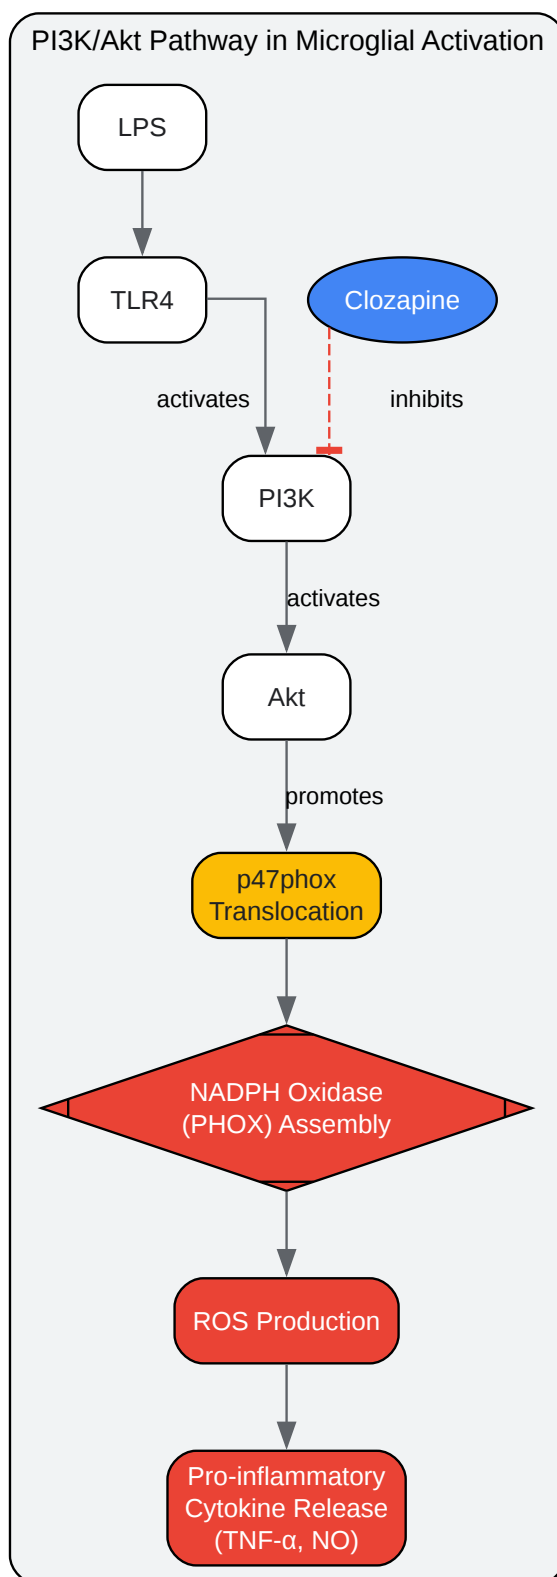 PI3K/Akt Pathway in Microglial Activation
LPS
TLR4
Clozapine
activates
inhibits
PI3K
activates
Akt
promotes
p47phox
Translocation
NADPH Oxidase
(PHOX) Assembly
ROS Production
Pro-inflammatory
Cytokine Release
(TNF-α, NO)